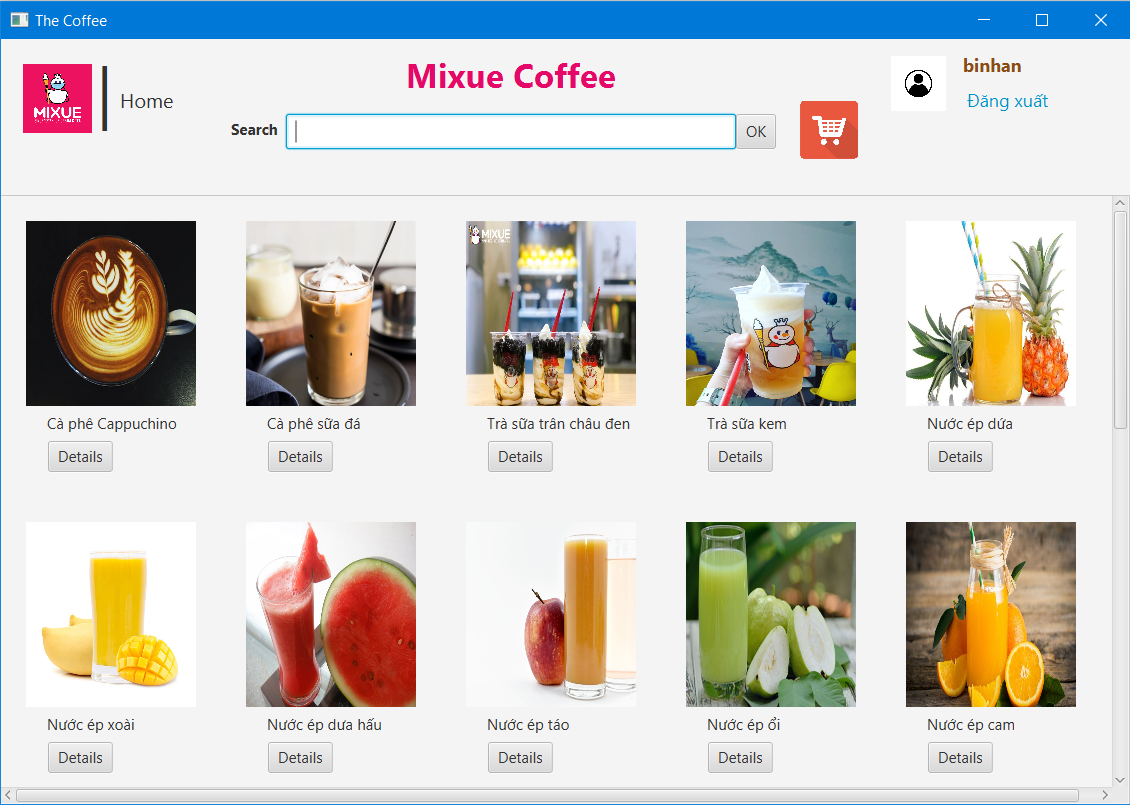 The Coffee
MIXUE
Home
Mixue Coffee
Search
OK
binhan
Đăng xuất
MIXUE
Cà phê Cappuchino
Cà phê sữa đá
Trà sữa trân châu đen
Trà sữa kem
Nước ép dứa
Details
Details
Details
Details
Details
Nước ép xoài
Nước ép dưa hấu
Nước ép táo
Nước ép ổi
Nước ép cam
Details
Details
Details
Details
Details